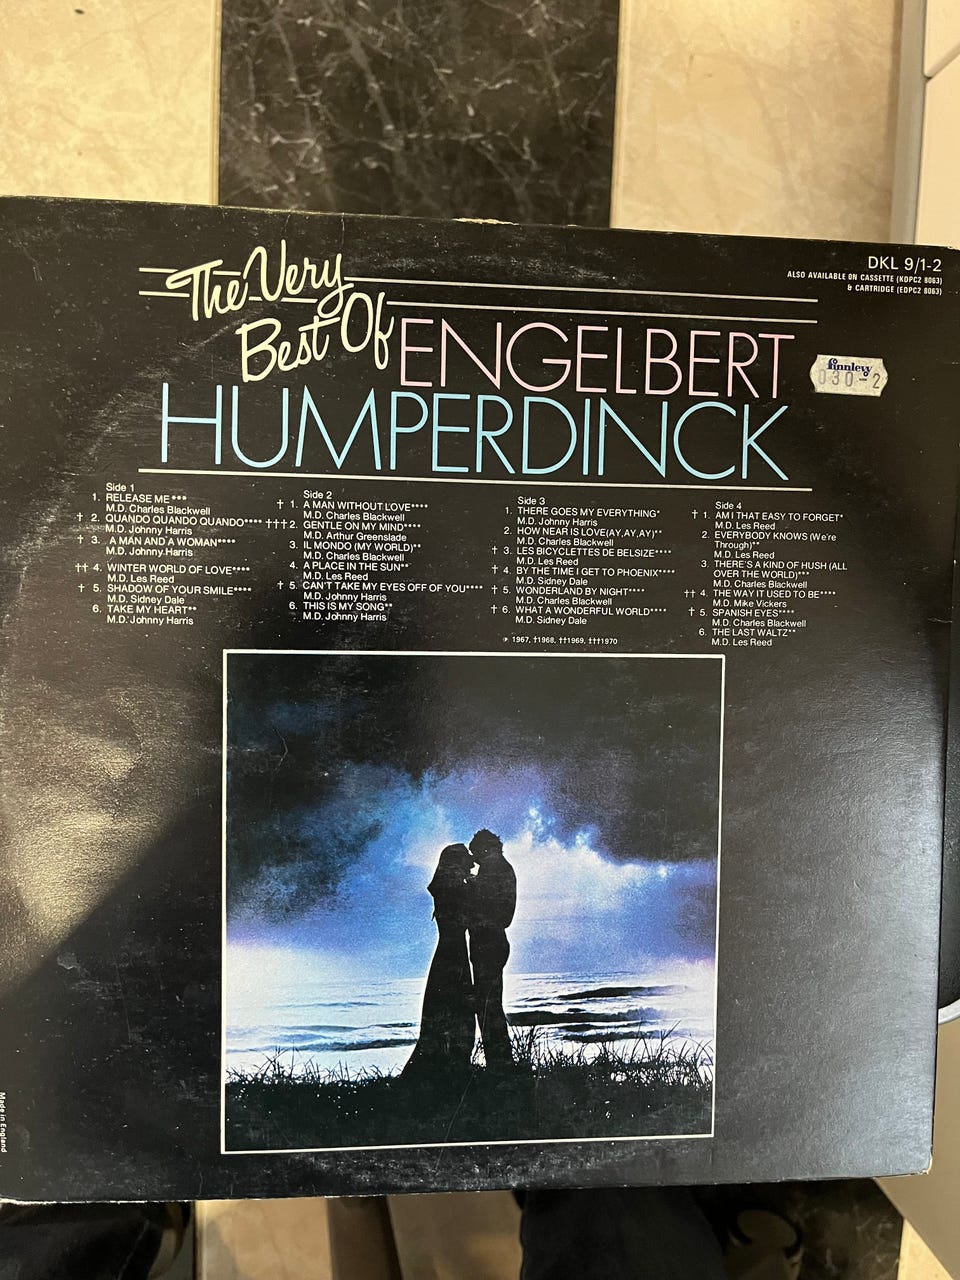 The Very
Best Of ENGELBERT
HUMPERDINCK
DKL 9/1-2
ALSO AVAILABLE ON CASSETTE (KDPC2 8063)
& CARTRIDGE (EDPC2 8063)
finnlevy
030-2
Side 1
1. RELEASE ME***
M.D. Charles Blackwell
† 2. QUANDO QUANDO QUANDO****
M.D. Johnny Harris
† 3. A MAN AND A WOMAN****
M.D. Johnny Harris
†† 4. WINTER WORLD OF LOVE****
M.D. Les Reed
† 5. SHADOW OF YOUR SMILE****
M.D. Sidney Dale
6. TAKE MY HEART**
M.D. Johnny Harris
Side 2
† 1. A MAN WITHOUT LOVE****
M.D. Charles Blackwell
††† 2. GENTLE ON MY MIND****
M.D. Arthur Greenslade
3. IL MONDO (MY WORLD)**
M.D. Charles Blackwell
4. A PLACE IN THE SUN**
M.D. Les Reed
† 5. CAN'T TAKE MY EYES OFF OF YOU****
M.D. Johnny Harris
6. THIS IS MY SONG**
M.D. Johnny Harris
Side 3
1. THERE GOES MY EVERYTHING*
M.D. Johnny Harris
2. HOW NEAR IS LOVE(AY,AY,AY)**
M.D. Charles Blackwell
† 3. LES BICYCLETTES DE BELSIZE****
M.D. Les Reed
† 4. BY THE TIME I GET TO PHOENIX****
M.D. Sidney Dale
† 5. WONDERLAND BY NIGHT****
M.D. Charles Blackwell
† 6. WHAT A WONDERFUL WORLD****
M.D. Sidney Dale
℗ 1967, †1968, ††1969, †††1970
Side 4
† 1. AM I THAT EASY TO FORGET*
M.D. Les Reed
2. EVERYBODY KNOWS (We're
Through)**
M.D. Les Reed
3. THERE'S A KIND OF HUSH (ALL
OVER THE WORLD)***
M.D. Charles Blackwell
†† 4. THE WAY IT USED TO BE****
M.D. Mike Vickers
† 5. SPANISH EYES****
M.D. Charles Blackwell
6. THE LAST WALTZ**
M.D. Les Reed
Made in England